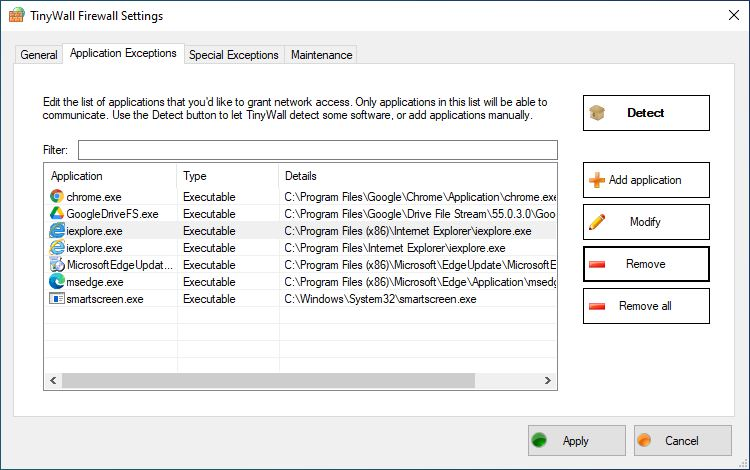 TinyWall Firewall Settings
General Application Exceptions Special Exceptions Maintenance
Edit the list of applications that you'd like to grant network access. Only applications in this list will be able to
communicate. Use the Detect button to let TinyWall detect some software, or add applications manually.
Detect
Filter:
Application Type Details
chrome.exe Executable C:\Program Files\Google\Chrome\Application\chrome.exe
GoogleDriveFS.exe Executable C:\Program Files\Google\Drive File Stream\55.0.3.0\Goo
iexplore.exe Executable C:\Program Files (x86)\Internet Explorer\iexplore.exe
iexplore.exe Executable C:\Program Files\Internet Explorer\iexplore.exe
MicrosoftEdgeUpdat... Executable C:\Program Files (x86)\Microsoft\EdgeUpdate\MicrosoftE
msedge.exe Executable C:\Program Files (x86)\Microsoft\Edge\Application\msedg
smartscreen.exe Executable C:\Windows\System32\smartscreen.exe
Add application
Modify
Remove
Remove all
Apply
Cancel